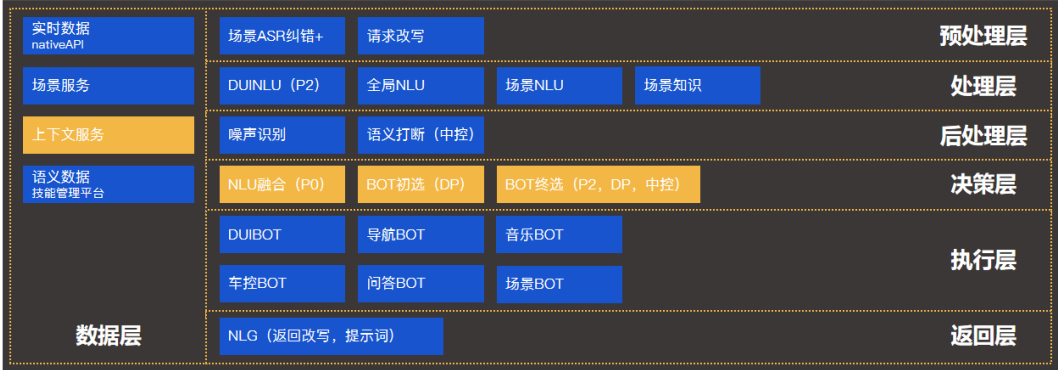 实时数据
nativeAPI
场景服务
上下文服务
语义数据
技能管理平台
数据层
场景ASR纠错+
请求改写
预处理层
DUINLU（P2）
全局NLU
场景NLU
场景知识
处理层
噪声识别
语义打断（中控）
后处理层
NLU融合（P0）
BOT初选（DP）
BOT终选（P2，DP，中控）
决策层
DUIBOT
导航BOT
音乐BOT
车控BOT
问答BOT
场景BOT
执行层
NLG（返回改写，提示词）
返回层